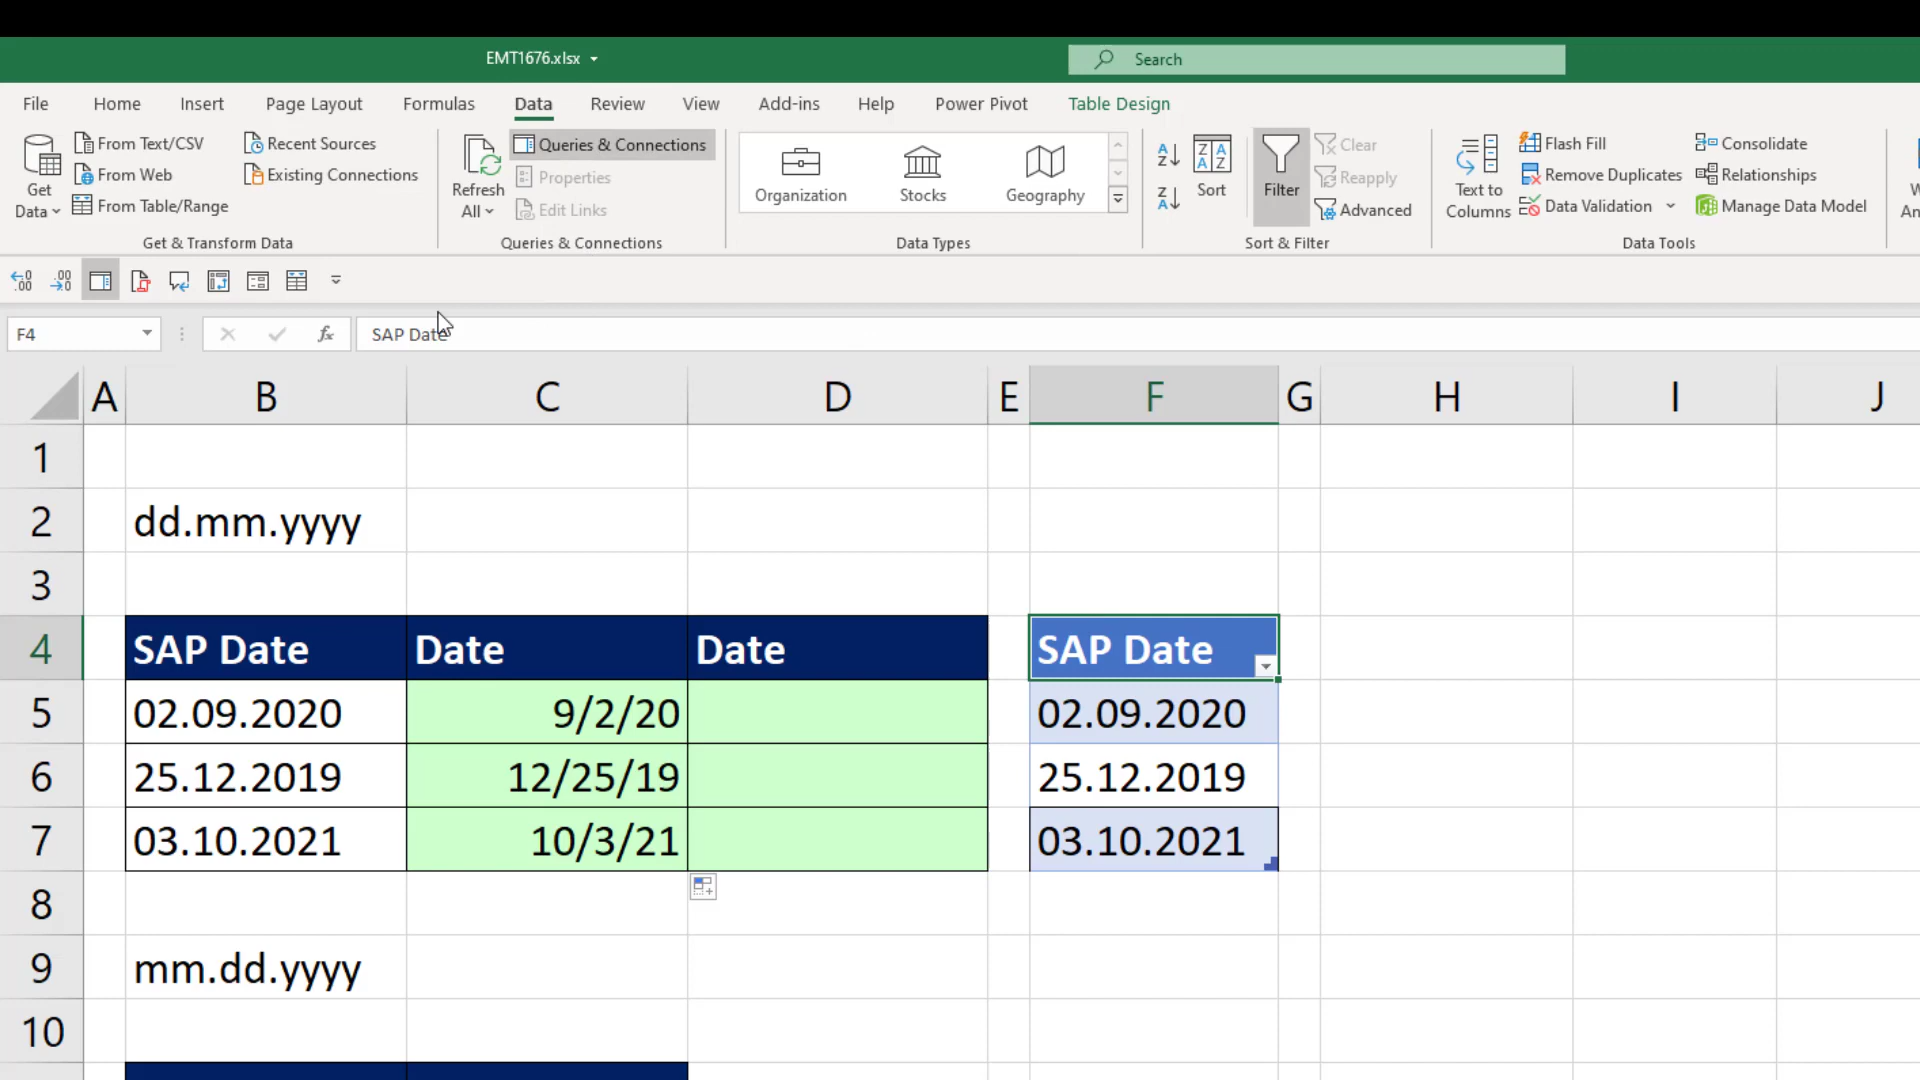 EMT1676.xlsx
Search
File Home Insert Page Layout Formulas Data Review View Add-ins Help Power Pivot Table Design
Get Data
From Text/CSV
From Web
From Table/Range
Recent Sources
Existing Connections
Get & Transform Data
Refresh All
Queries & Connections
Properties
Edit Links
Queries & Connections
Organization
Stocks
Geography
Data Types
Sort
Filter
Clear
Reapply
Advanced
Sort & Filter
Text to Columns
Flash Fill
Remove Duplicates
Data Validation
Consolidate
Relationships
Manage Data Model
Data Tools
F4
fx
SAP Date
A B C D E F G H I J
1
2 dd.mm.yyyy
3
4 SAP Date Date Date SAP Date
5 02.09.2020 9/2/20 02.09.2020
6 25.12.2019 12/25/19 25.12.2019
7 03.10.2021 10/3/21 03.10.2021
8
9 mm.dd.yyyy
10